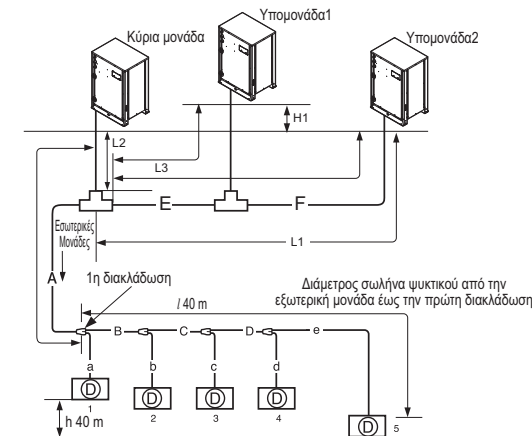 Υπομονάδα1
Κύρια μονάδα
Υπομονάδα2
H1
L2
L3
E
F
Εσωτερικές
Μονάδες
L1
A
1η διακλάδωση
l 40 m
Διάμετρος σωλήνα ψυκτικού από την
εξωτερική μονάδα έως την πρώτη διακλάδωση
B
C
D
e
a
b
c
d
D
D
D
D
D
1
2
3
4
5
h 40 m